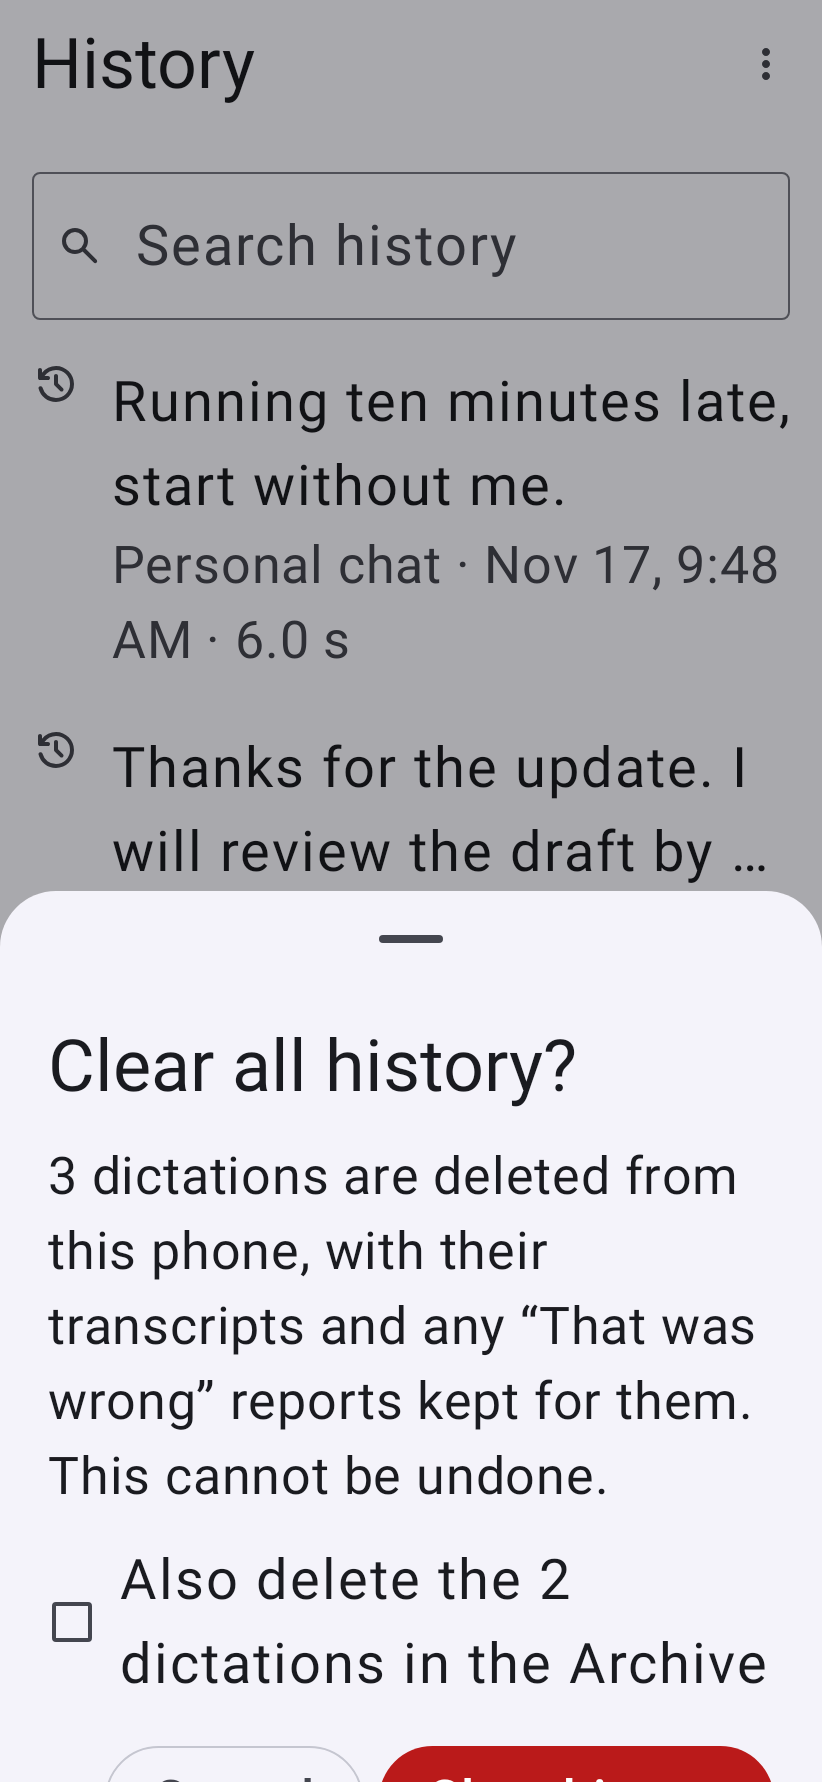 History
Search history
Running ten minutes late,
start without me.
Personal chat · Nov 17, 9:48
AM · 6.0 s
Thanks for the update. I
will review the draft by …
Clear all history?
3 dictations are deleted from
this phone, with their
transcripts and any “That was
wrong” reports kept for them.
This cannot be undone.
Also delete the 2
dictations in the Archive